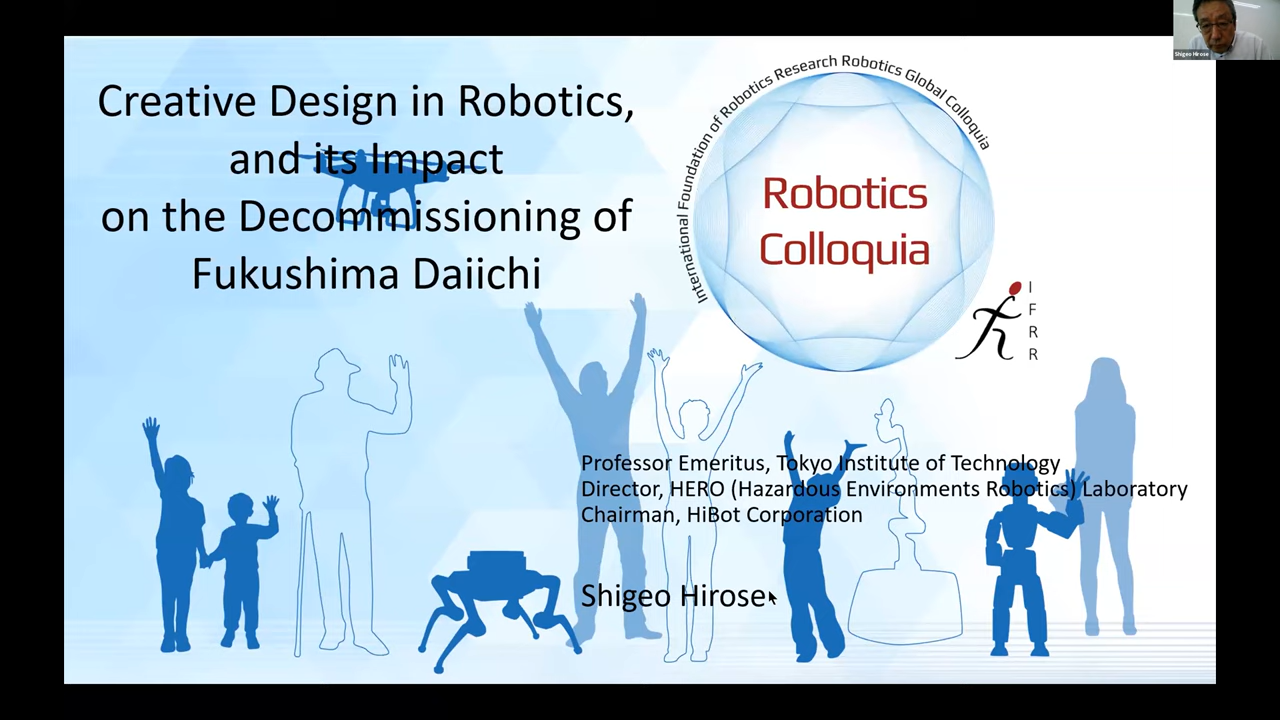 Creative Design in Robotics,
and its Impact
on the Decommissioning of
Fukushima Daiichi
International Foundation of Robotics Research Robotics Global Colloquia
Robotics
Colloquia
I
F
R
R
Professor Emeritus, Tokyo Institute of Technology
Director, HERO (Hazardous Environments Robotics) Laboratory
Chairman, HiBot Corporation
Shigeo Hirose
Shigeo Hirose